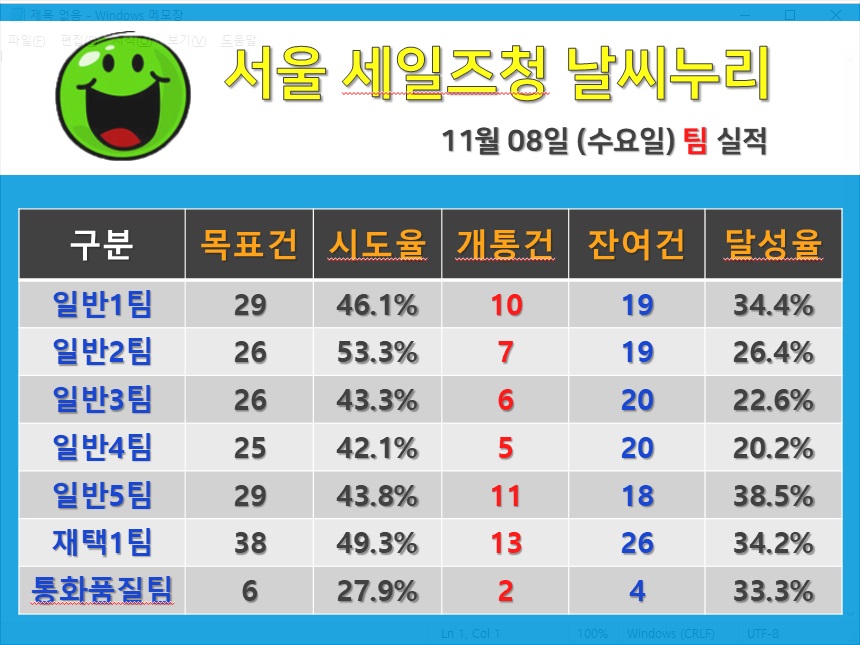 제목 없음 - Windows 메모장
파일(F) 편집(E) 서식(O) 보기(V) 도움말
서울 세일즈청 날씨누리
11월 08일 (수요일) 팀 실적
구분 목표건 시도율 개통건 잔여건 달성율
일반1팀 29 46.1% 10 19 34.4%
일반2팀 26 53.3% 7 19 26.4%
일반3팀 26 43.3% 6 20 22.6%
일반4팀 25 42.1% 5 20 20.2%
일반5팀 29 43.8% 11 18 38.5%
재택1팀 38 49.3% 13 26 34.2%
통화품질팀 6 27.9% 2 4 33.3%
Ln 1, Col 1 100% Windows (CRLF) UTF-8